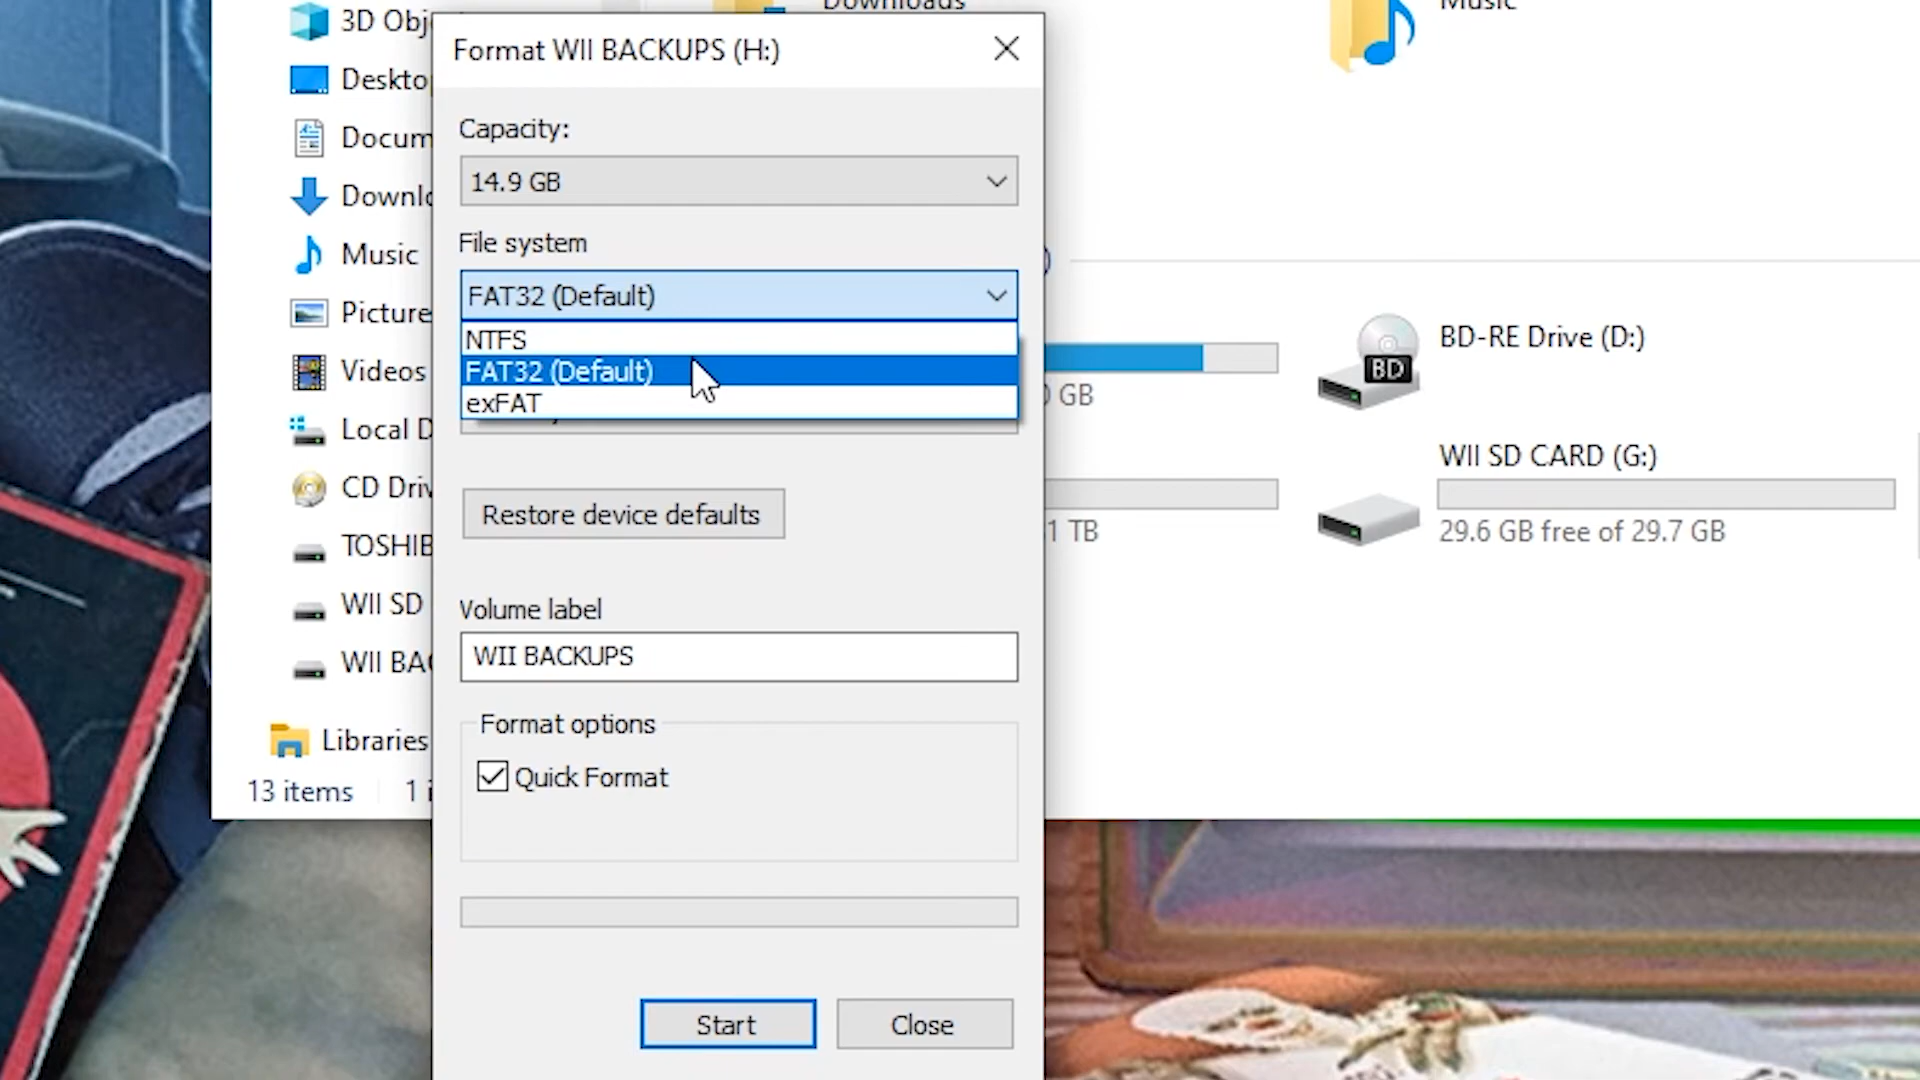 Format WII BACKUPS (H:)
Capacity:
14.9 GB
File system
FAT32 (Default)
NTFS
FAT32 (Default)
exFAT
Restore device defaults
Volume label
WII BACKUPS
Format options
Quick Format
Start
Close
3D Obj
Deskto
Docum
Downlo
Music
Picture
Videos
Local D
CD Driv
TOSHIB
WII SD
WII BA
Libraries
13 items
1 i
Downloads
Music
GB
1 TB
BD-RE Drive (D:)
BD
WII SD CARD (G:)
29.6 GB free of 29.7 GB